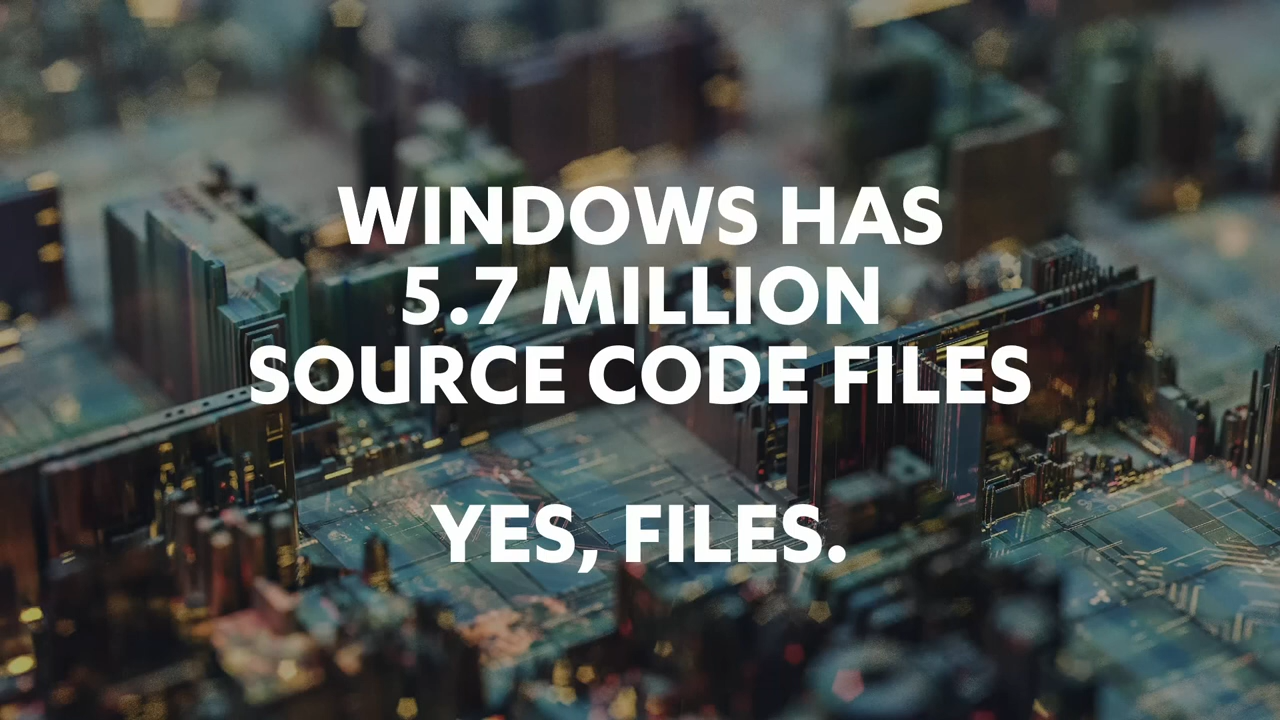 WINDOWS HAS
5.7 MILLION
SOURCE CODE FILES
YES, FILES.